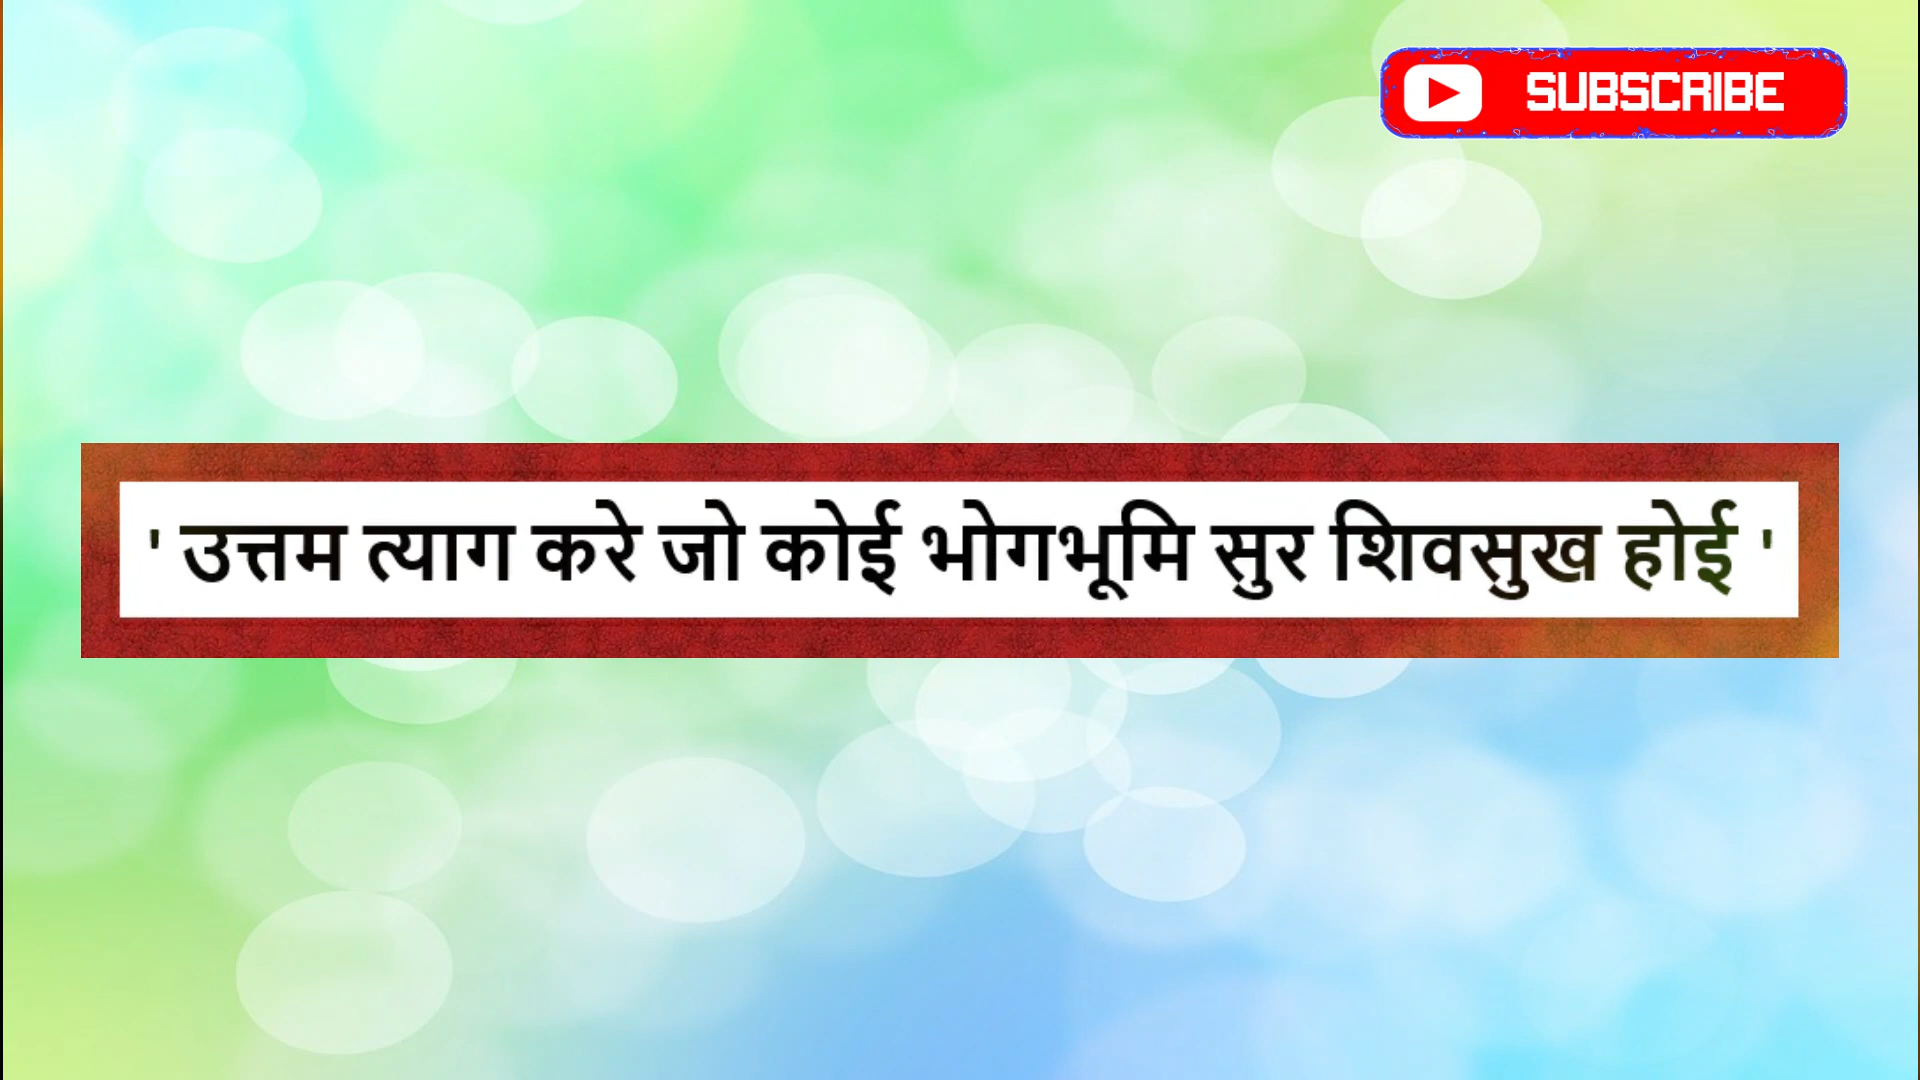 SUBSCRIBE
' उत्तम त्याग करे जो कोई भोगभूमि सुर शिवसुख होई '